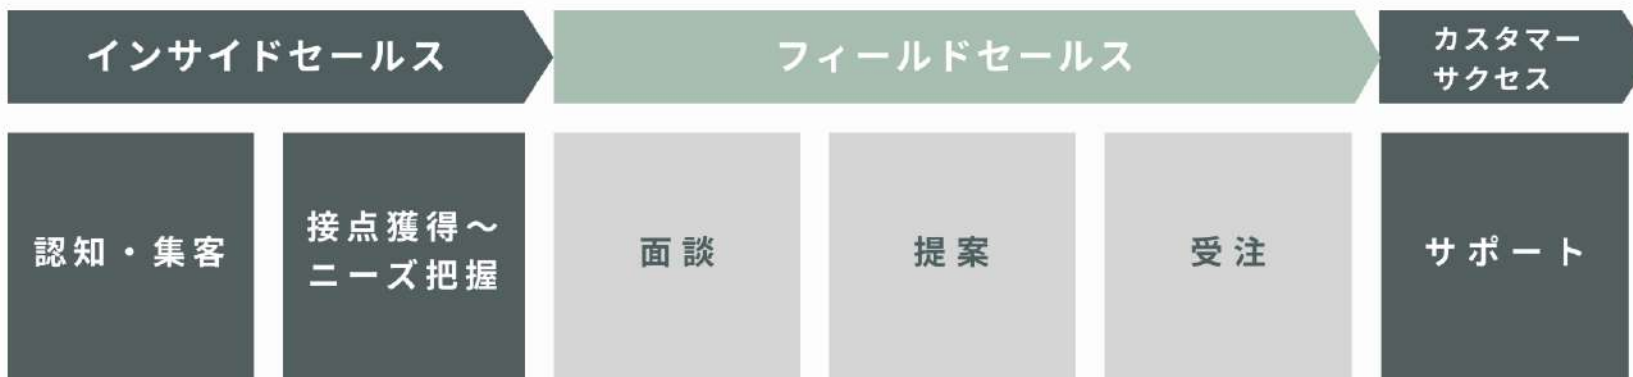 インサイドセールス
フィールドセールス
カスタマー
サクセス
認知・集客
接点獲得～
ニーズ把握
面談
提案
受注
サポート